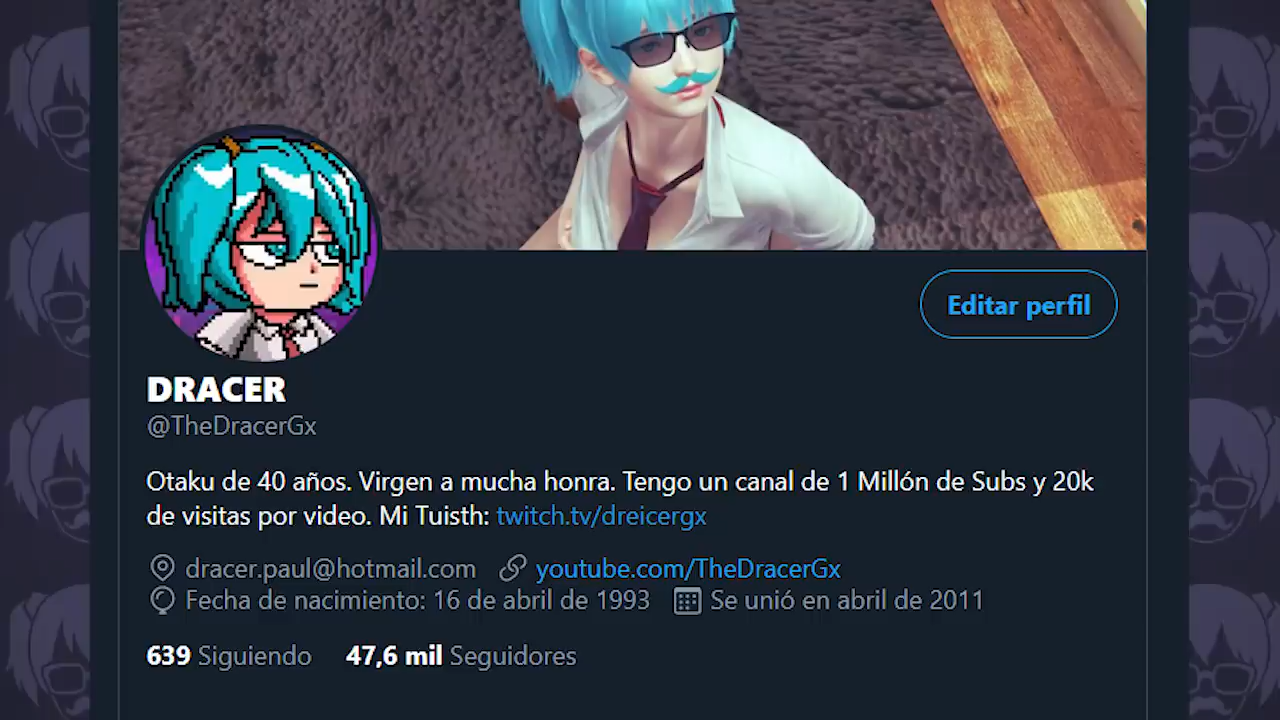 Editar perfil
DRACER
@TheDracerGx
Otaku de 40 años. Virgen a mucha honra. Tengo un canal de 1 Millón de Subs y 20k
de visitas por video. Mi Tuisth: twitch.tv/dreicergx
dracer.paul@hotmail.com youtube.com/TheDracerGx
Fecha de nacimiento: 16 de abril de 1993 Se unió en abril de 2011
639 Siguiendo 47,6 mil Seguidores